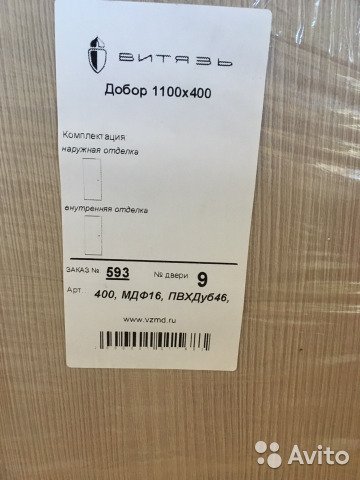 ВИТЯЗЬ
Добор 1100х400
Комплектация
наружная отделка
внутренняя отделка
ЗАКАЗ № 593 № двери 9
Арт. 400, МДФ16, ПВХДуб46,
www.vzmd.ru
Avito